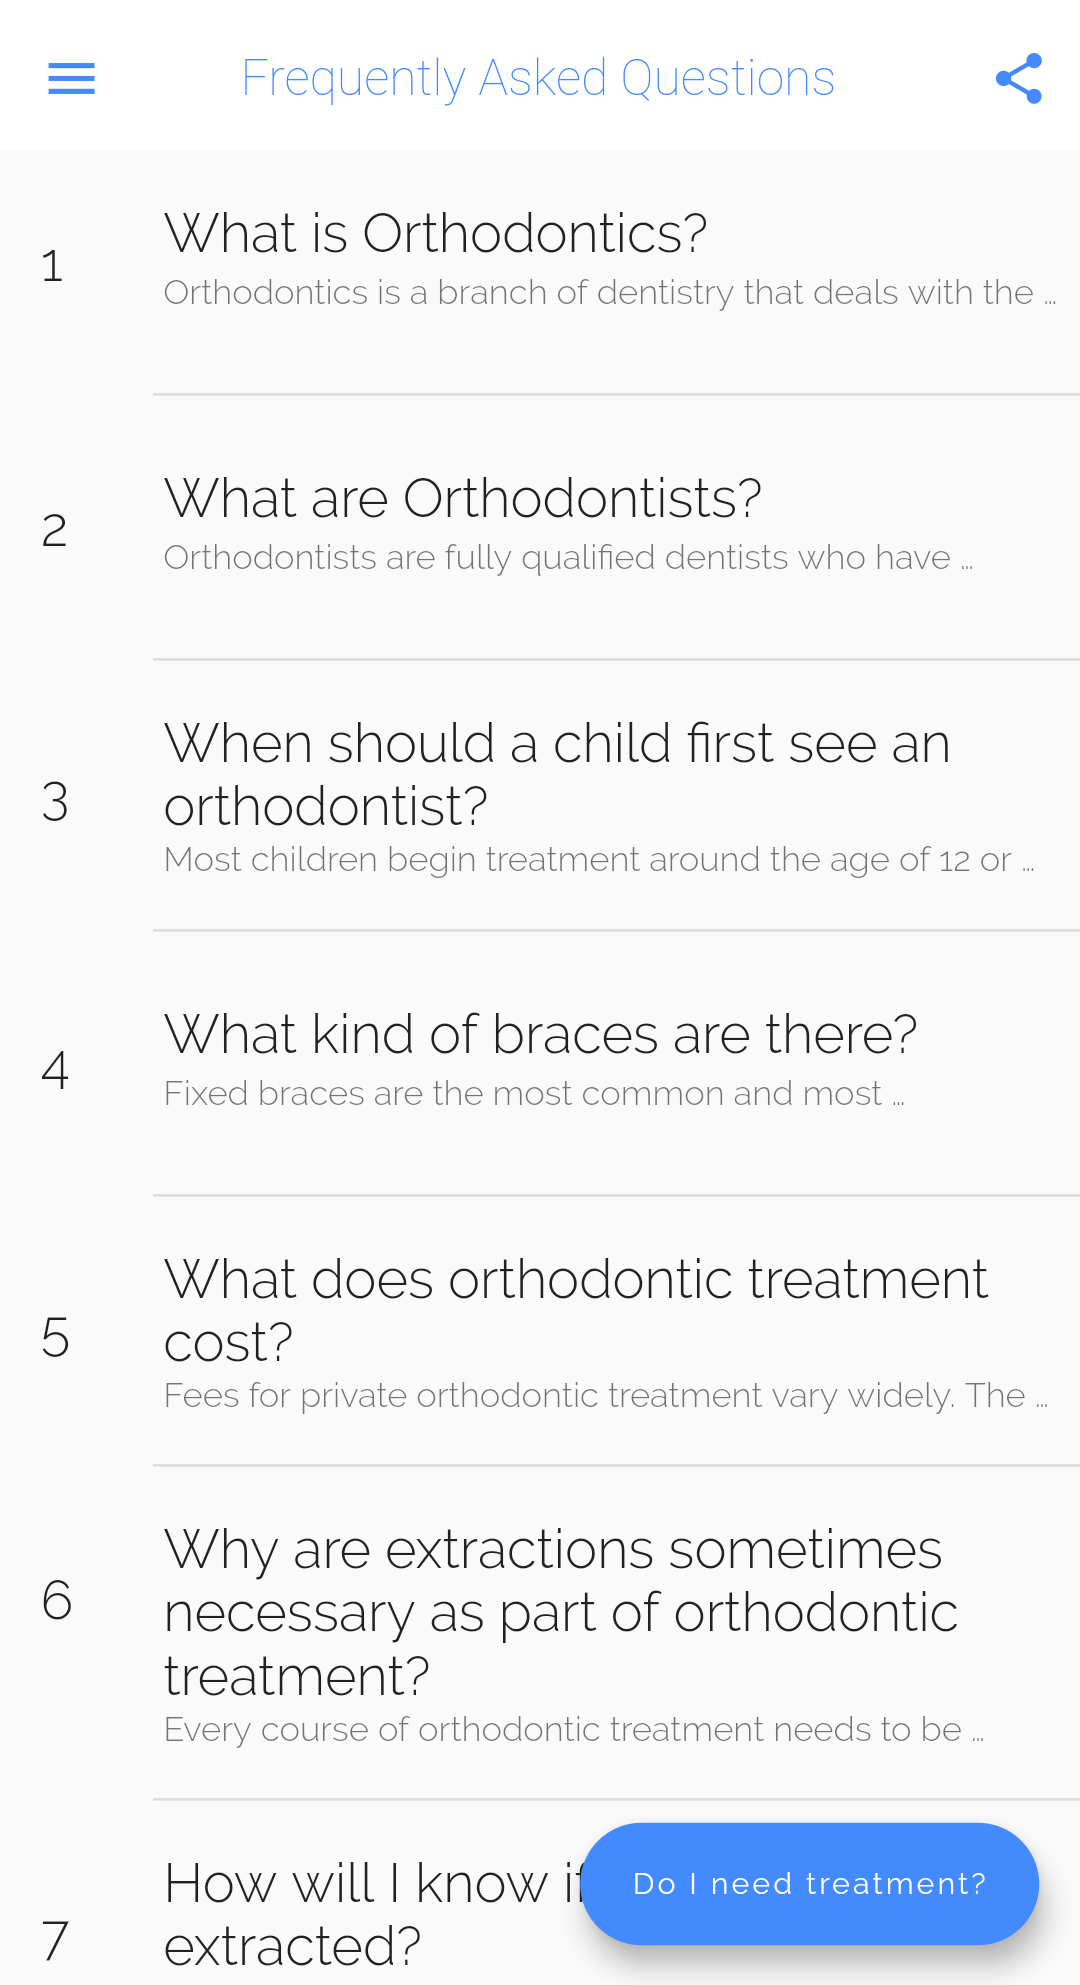 Frequently Asked Questions
1
What is Orthodontics?
Orthodontics is a branch of dentistry that deals with the ...
2
What are Orthodontists?
Orthodontists are fully qualified dentists who have ...
3
When should a child first see an
orthodontist?
Most children begin treatment around the age of 12 or ...
4
What kind of braces are there?
Fixed braces are the most common and most ...
5
What does orthodontic treatment
cost?
Fees for private orthodontic treatment vary widely. The ...
6
Why are extractions sometimes
necessary as part of orthodontic
treatment?
Every course of orthodontic treatment needs to be ...
7
How will I know if
extracted?
Do I need treatment?